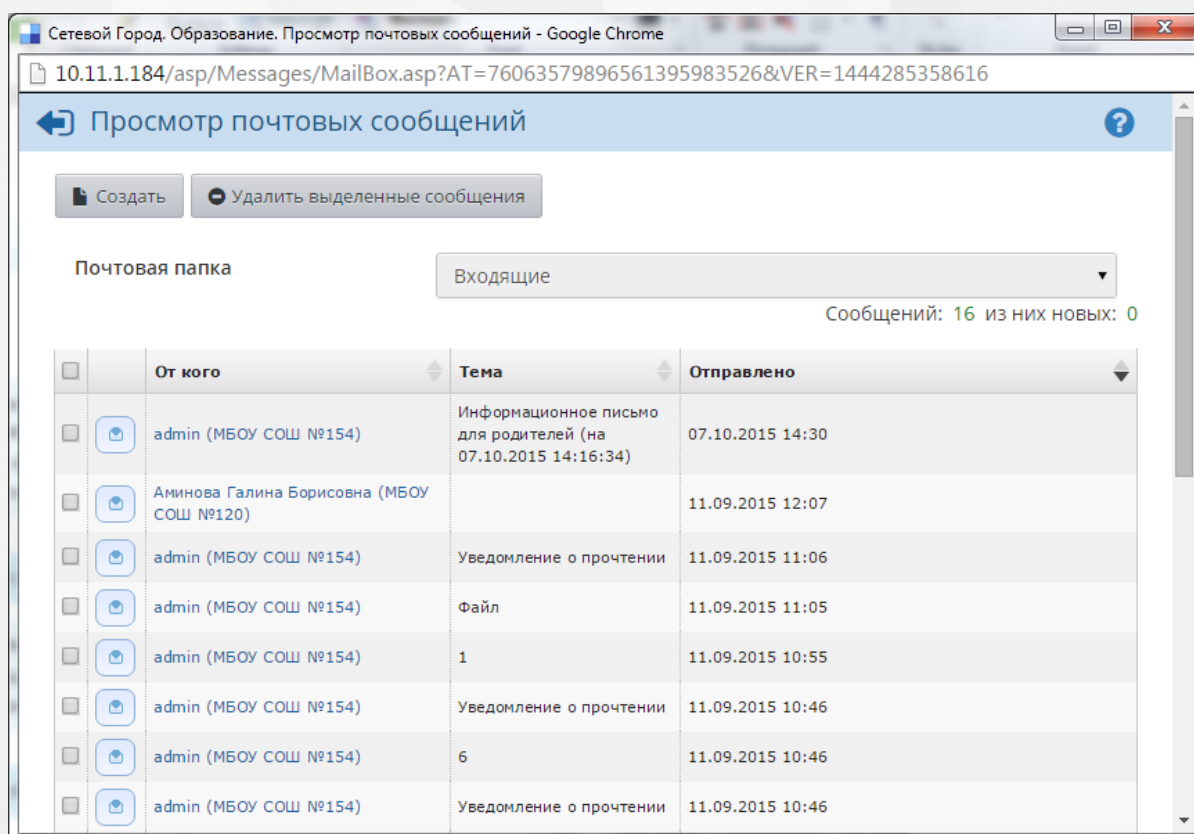 Сетевой Город. Образование. Просмотр почтовых сообщений - Google Chrome
10.11.1.184/asp/Messages/MailBox.asp?AT=76063579896561395983526&VER=1444285358616
Просмотр почтовых сообщений
?
Создать
Удалить выделенные сообщения
Почтовая папка
Входящие
Сообщений: 16 из них новых: 0
От кого
Тема
Отправлено
admin (МБОУ СОШ №154)
Информационное письмо
для родителей (на
07.10.2015 14:16:34)
07.10.2015 14:30
Аминова Галина Борисовна (МБОУ
СОШ №120)
11.09.2015 12:07
admin (МБОУ СОШ №154)
Уведомление о прочтении
11.09.2015 11:06
admin (МБОУ СОШ №154)
Файл
11.09.2015 11:05
admin (МБОУ СОШ №154)
1
11.09.2015 10:55
admin (МБОУ СОШ №154)
Уведомление о прочтении
11.09.2015 10:46
admin (МБОУ СОШ №154)
6
11.09.2015 10:46
admin (МБОУ СОШ №154)
Уведомление о прочтении
11.09.2015 10:46